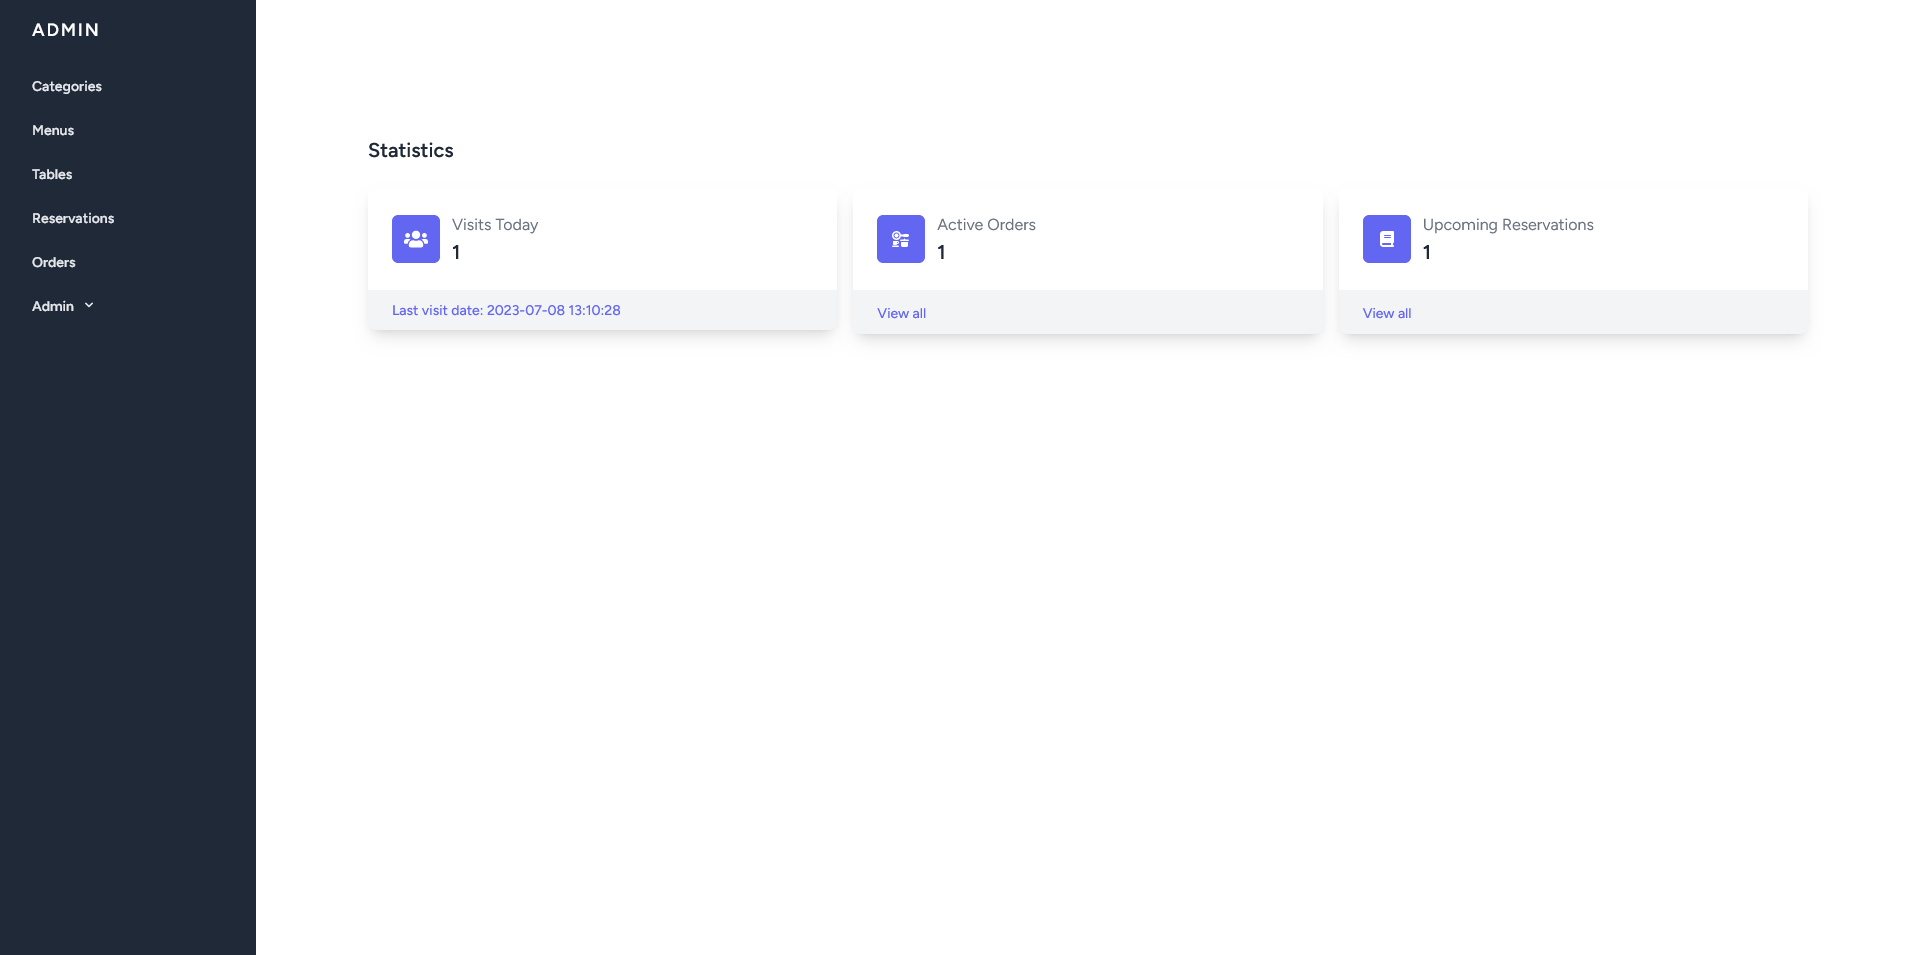 ADMIN
Categories
Menus
Tables
Reservations
Orders
Admin
Statistics
Visits Today
1
Last visit date: 2023-07-08 13:10:28
Active Orders
1
View all
Upcoming Reservations
1
View all